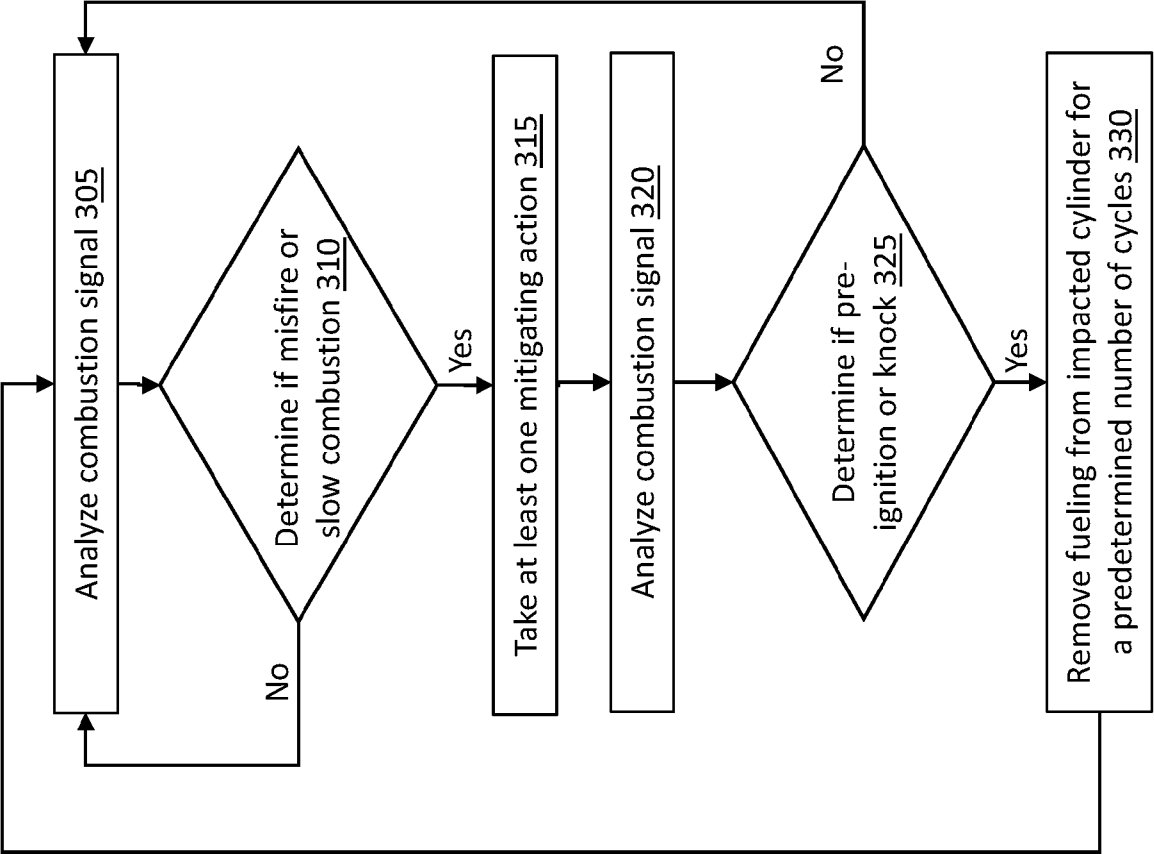 Analyze combustion signal 305
Determine if misfire or
slow combustion 310
No
Yes
Take at least one mitigating action 315
Analyze combustion signal 320
Determine if pre-
ignition or knock 325
No
Yes
Remove fueling from impacted cylinder for
a predetermined number of cycles 330